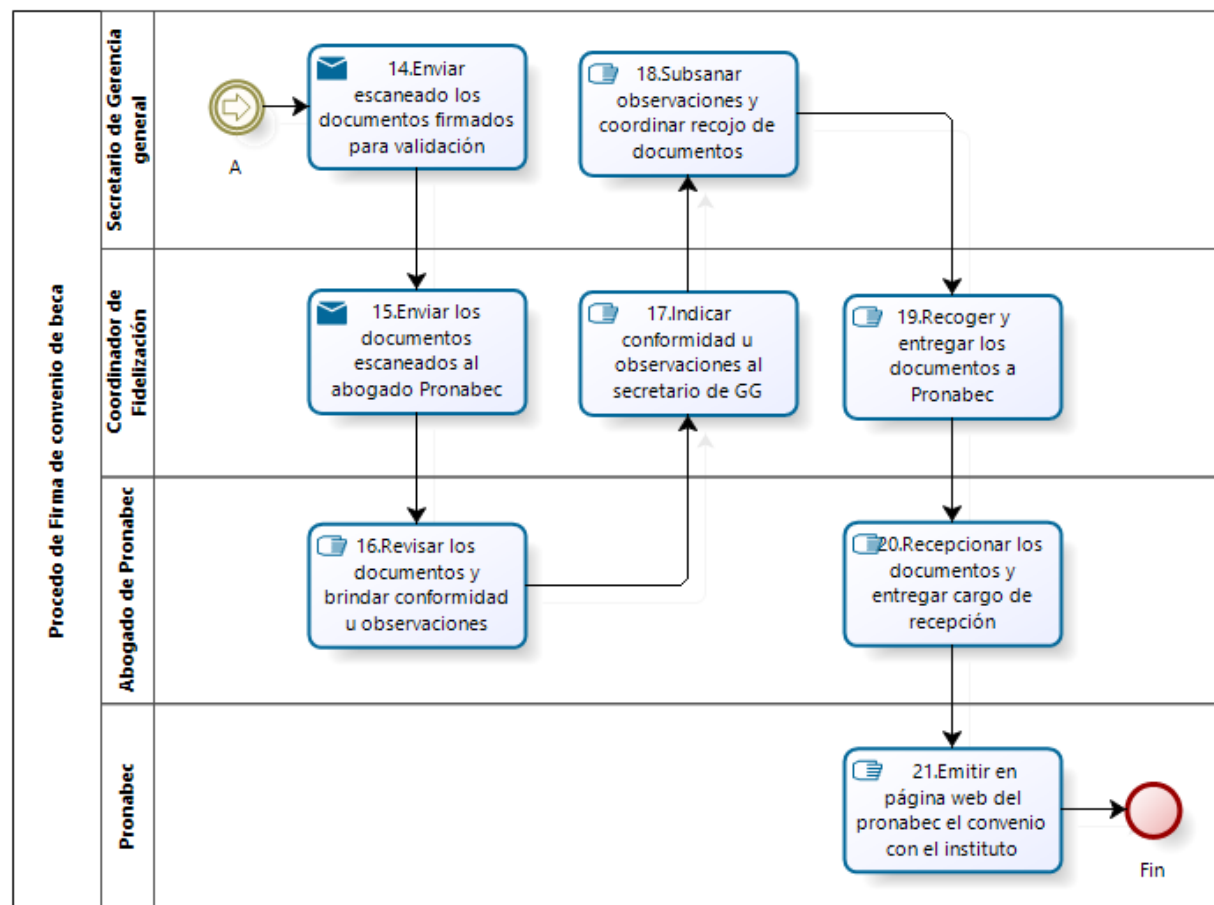 Procedo de Firma de convenio de beca
Secretario de Gerencia
general
A
14.Enviar
escaneado los
documentos firmados
para validación
18.Subsanar
observaciones y
coordinar recojo de
documentos
Coordinador de
Fidelización
15.Enviar los
documentos
escaneados al
abogado Pronabec
17.Indicar
conformidad u
observaciones al
secretario de GG
19.Recoger y
entregar los
documentos a
Pronabec
Abogado de Pronabec
16.Revisar los
documentos y
brindar conformidad
u observaciones
20.Recepcionar los
documentos y
entregar cargo de
recepción
Pronabec
21.Emitir en
página web del
pronabec el convenio
con el instituto
Fin